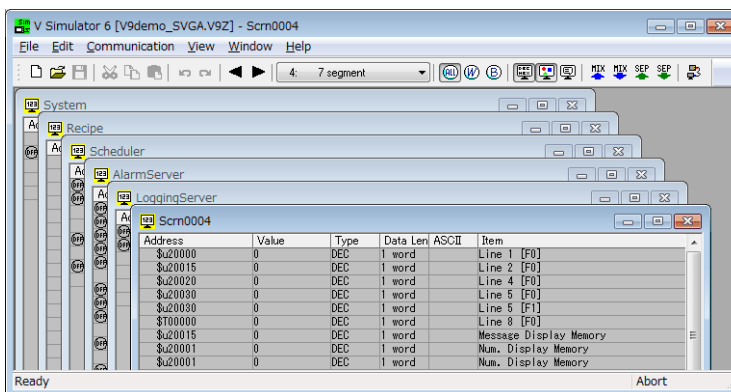 V Simulator 6 [V9demo_SVGA.V9Z] - Scrn0004
File Edit Communication View Window Help
4: 7 segment ALL W B MIX MIX SEP SEP
System
Recipe
Scheduler
AlarmServer
LoggingServer
Scrn0004
Address Value Type Data Len ASCII Item
$u20000 0 DEC 1 word Line 1 [F0]
$u20015 0 DEC 1 word Line 2 [F0]
$u20020 0 DEC 1 word Line 4 [F0]
$u20030 0 DEC 1 word Line 5 [F0]
$u20030 0 DEC 1 word Line 5 [F1]
$T00000 0 DEC 1 word Line 8 [F0]
$u20015 0 DEC 1 word Message Display Memory
$u20001 0 DEC 1 word Num. Display Memory
$u20001 0 DEC 1 word Num. Display Memory
Ready Abort